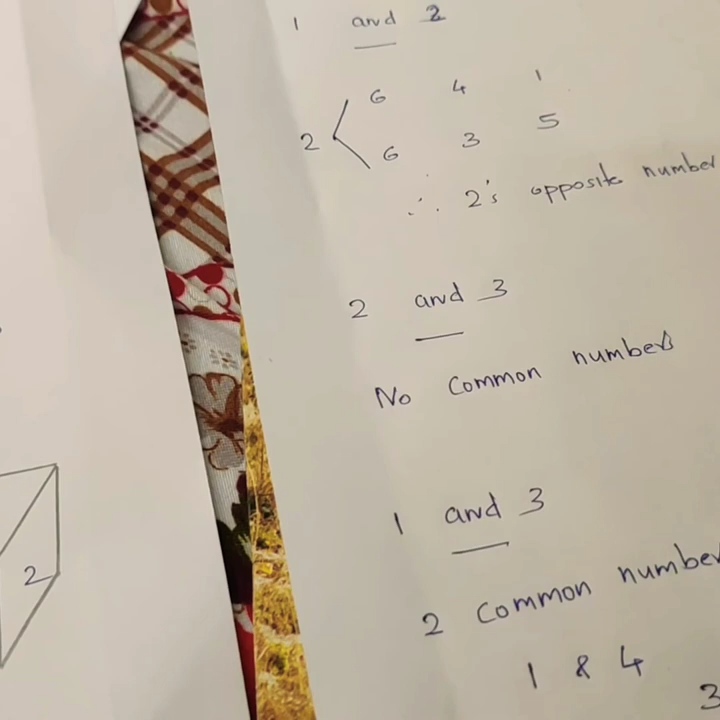 1 and 2
6 4 1
2
6 3 5
∴ 2's opposite number
2 and 3
No Common numbers
1 and 3
2 Common number
1 & 4
3
2